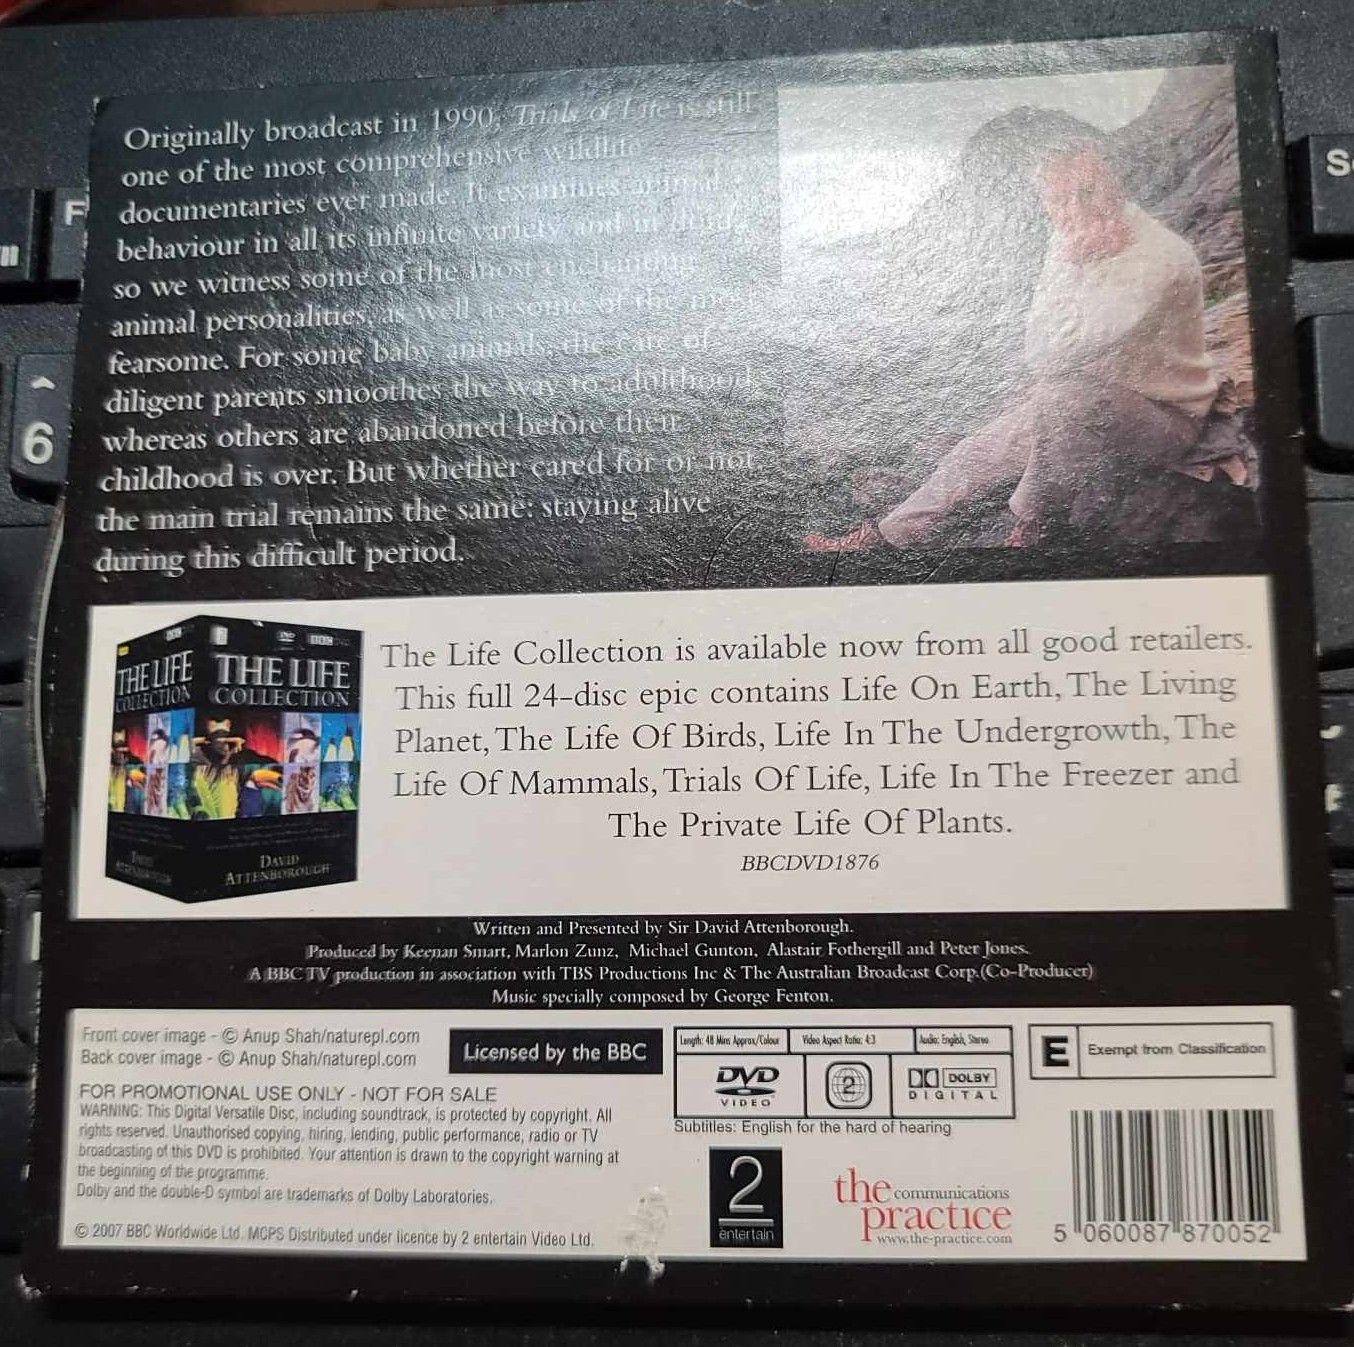 Originally broadcast in 1990, Trials of Life is still
one of the most comprehensive wildlife
documentaries ever made. It examines animal
behaviour in all its infinite variety and in doing
so we witness some of the most enchanting
animal personalities, as well as some of the most
fearsome. For some baby animals, the care of
diligent parents smoothes the way to adulthood,
whereas others are abandoned before their
childhood is over. But whether cared for or not,
the main trial remains the same: staying alive
during this difficult period.
THE LIFE
COLLECTION
THE LIFE
COLLECTION
DAVID
ATTENBOROUGH
The Life Collection is available now from all good retailers.
This full 24-disc epic contains Life On Earth, The Living
Planet, The Life Of Birds, Life In The Undergrowth, The
Life Of Mammals, Trials Of Life, Life In The Freezer and
The Private Life Of Plants.
BBCDVD1876
Written and Presented by Sir David Attenborough.
Produced by Keenan Smart, Marlon Zunz, Michael Gunton, Alastair Fothergill and Peter Jones.
A BBC TV production in association with TBS Productions Inc & The Australian Broadcast Corp.(Co-Producer)
Music specially composed by George Fenton.
Front cover image - © Anup Shah/naturepl.com
Back cover image - © Anup Shah/naturepl.com
Licensed by the BBC
FOR PROMOTIONAL USE ONLY - NOT FOR SALE
WARNING: This Digital Versatile Disc, including soundtrack, is protected by copyright. All
rights reserved. Unauthorised copying, hiring, lending, public performance, radio or TV
broadcasting of this DVD is prohibited. Your attention is drawn to the copyright warning at
the beginning of the programme.
Dolby and the double-D symbol are trademarks of Dolby Laboratories.
© 2007 BBC Worldwide Ltd. MCPS Distributed under licence by 2 entertain Video Ltd.
Length: 48 Mins Approx/Colour
Video Aspect Ratio: 4:3
Audio: English, Stereo
DVD
VIDEO
2
DOLBY
DIGITAL
Subtitles: English for the hard of hearing
E
Exempt from Classification
2
entertain
the communications
practice
www.the-practice.com
5 060087 870052
6
F